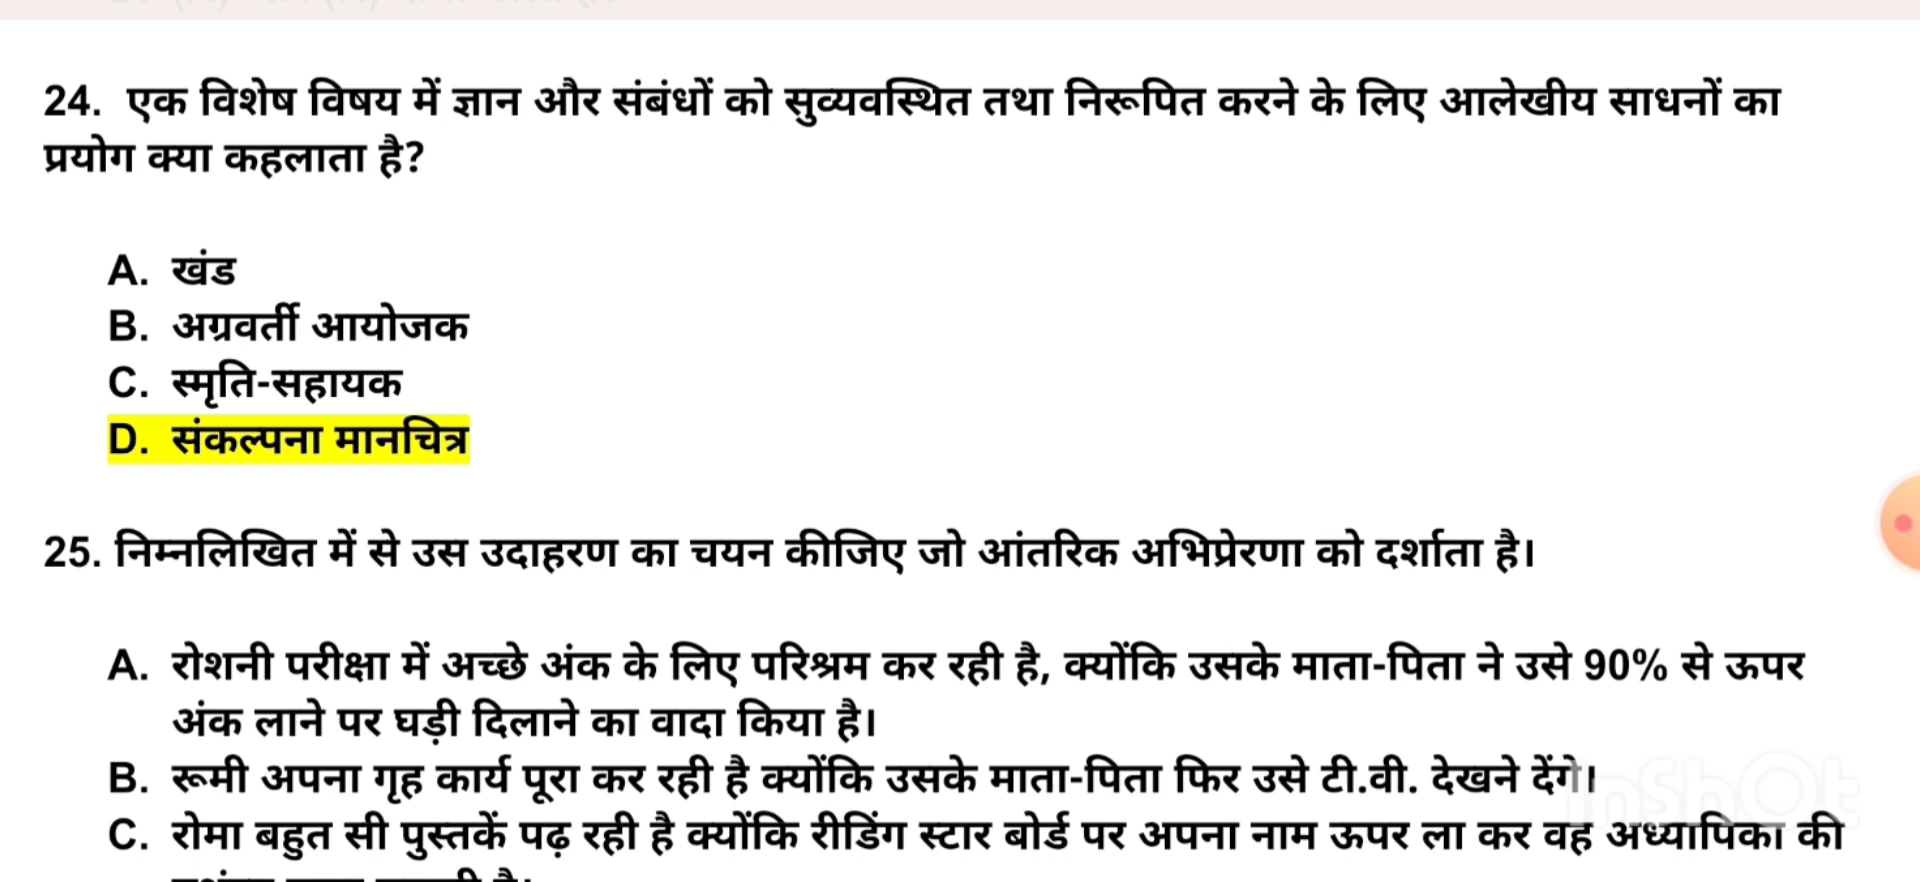 24. एक विशेष विषय में ज्ञान और संबंधों को सुव्यवस्थित तथा निरूपित करने के लिए आलेखीय साधनों का
प्रयोग क्या कहलाता है?
A. खंड
B. अग्रवर्ती आयोजक
C. स्मृति-सहायक
D. संकल्पना मानचित्र
25. निम्नलिखित में से उस उदाहरण का चयन कीजिए जो आंतरिक अभिप्रेरणा को दर्शाता है।
A. रोशनी परीक्षा में अच्छे अंक के लिए परिश्रम कर रही है, क्योंकि उसके माता-पिता ने उसे 90% से ऊपर
अंक लाने पर घड़ी दिलाने का वादा किया है।
B. रूमी अपना गृह कार्य पूरा कर रही है क्योंकि उसके माता-पिता फिर उसे टी.वी. देखने देंगे।
InShOt
C. रोमा बहुत सी पुस्तकें पढ़ रही है क्योंकि रीडिंग स्टार बोर्ड पर अपना नाम ऊपर ला कर वह अध्यापिका की